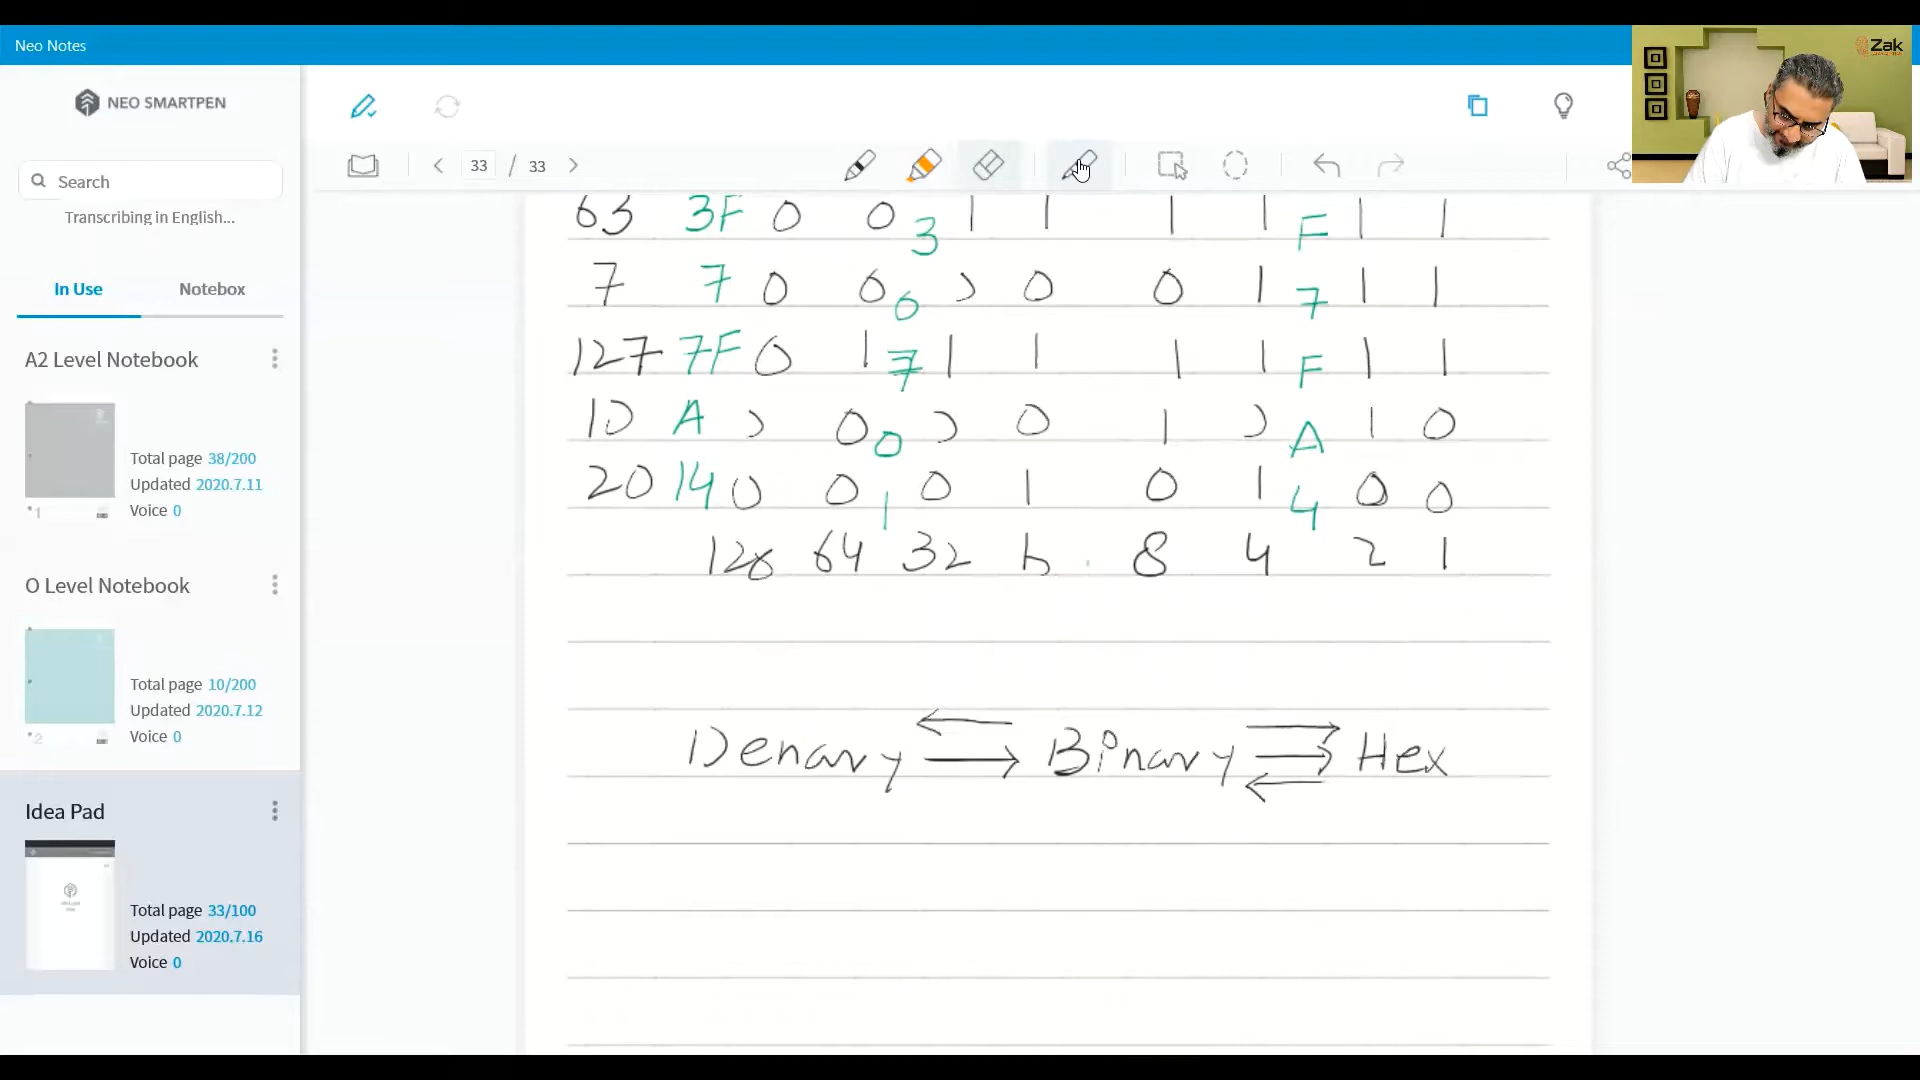 Neo Notes
Zak
NEO SMARTPEN
33 / 33
Search
Transcribing in English...
In Use Notebox
A2 Level Notebook
Total page 38/200
Updated 2020.7.11
Voice 0
1
O Level Notebook
Total page 10/200
Updated 2020.7.12
Voice 0
2
Idea Pad
Total page 33/100
Updated 2020.7.16
Voice 0
63 3F 0 0 3 1 1 1 1 F 1 1
7 7 0 0 0 0 0 0 1 7 1 1
127 7F 0 1 7 1 1 1 1 F 1 1
10 A 0 0 0 0 0 1 0 A 1 0
20 14 0 0 1 0 1 0 1 4 0 0
128 64 32 16 8 4 2 1
Denary Binary Hex